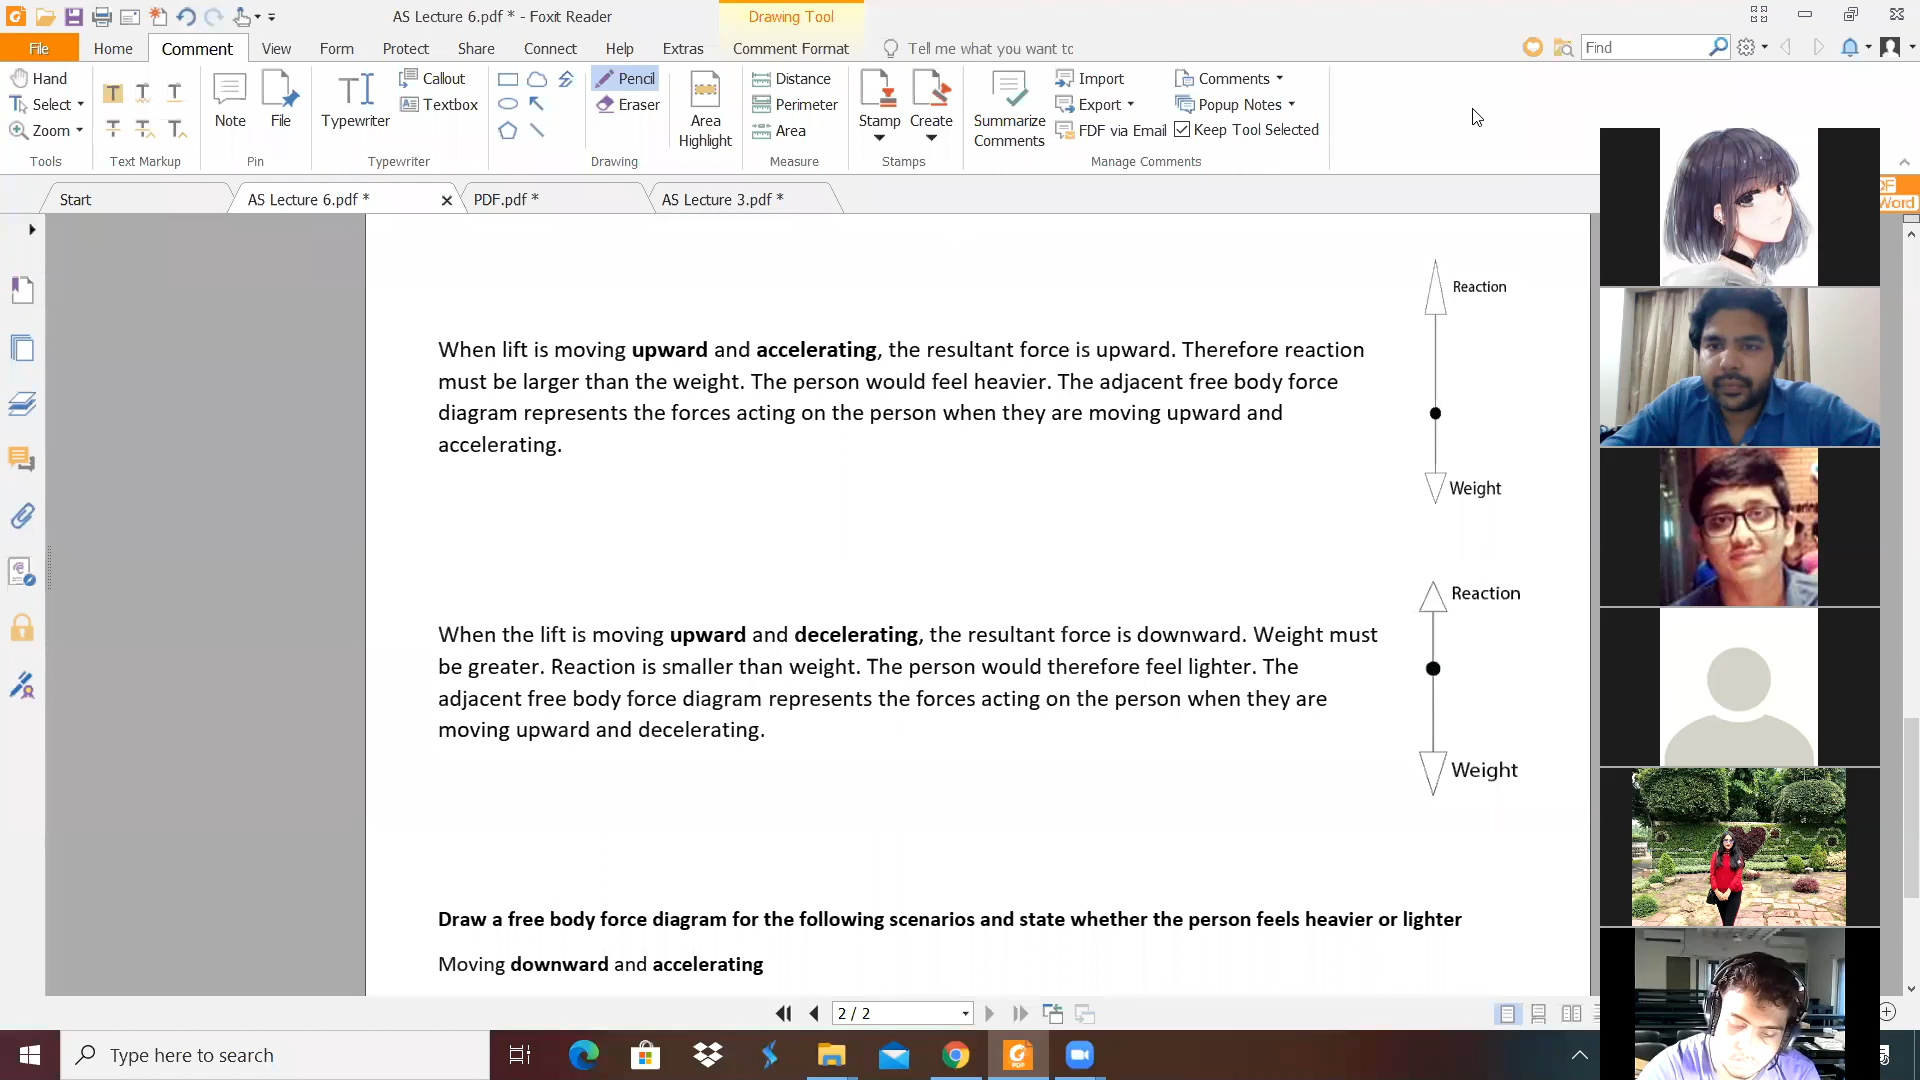 AS Lecture 6.pdf * - Foxit Reader
Drawing Tool
File
Home
Comment
View
Form
Protect
Share
Connect
Help
Extras
Comment Format
Tell me what you want to
Find
Hand
Select
Zoom
Tools
Text Markup
Note
File
Pin
Typewriter
Callout
Textbox
Typewriter
Pencil
Eraser
Area
Highlight
Drawing
Distance
Perimeter
Area
Measure
Stamp
Create
Stamps
Summarize
Comments
Import
Export
FDF via Email
Comments
Popup Notes
Keep Tool Selected
Manage Comments
Start
AS Lecture 6.pdf *
PDF.pdf *
AS Lecture 3.pdf *
Word
Reaction
When lift is moving upward and accelerating, the resultant force is upward. Therefore reaction
must be larger than the weight. The person would feel heavier. The adjacent free body force
diagram represents the forces acting on the person when they are moving upward and
accelerating.
Weight
Reaction
When the lift is moving upward and decelerating, the resultant force is downward. Weight must
be greater. Reaction is smaller than weight. The person would therefore feel lighter. The
adjacent free body force diagram represents the forces acting on the person when they are
moving upward and decelerating.
Weight
Draw a free body force diagram for the following scenarios and state whether the person feels heavier or lighter
Moving downward and accelerating
2 / 2
Type here to search